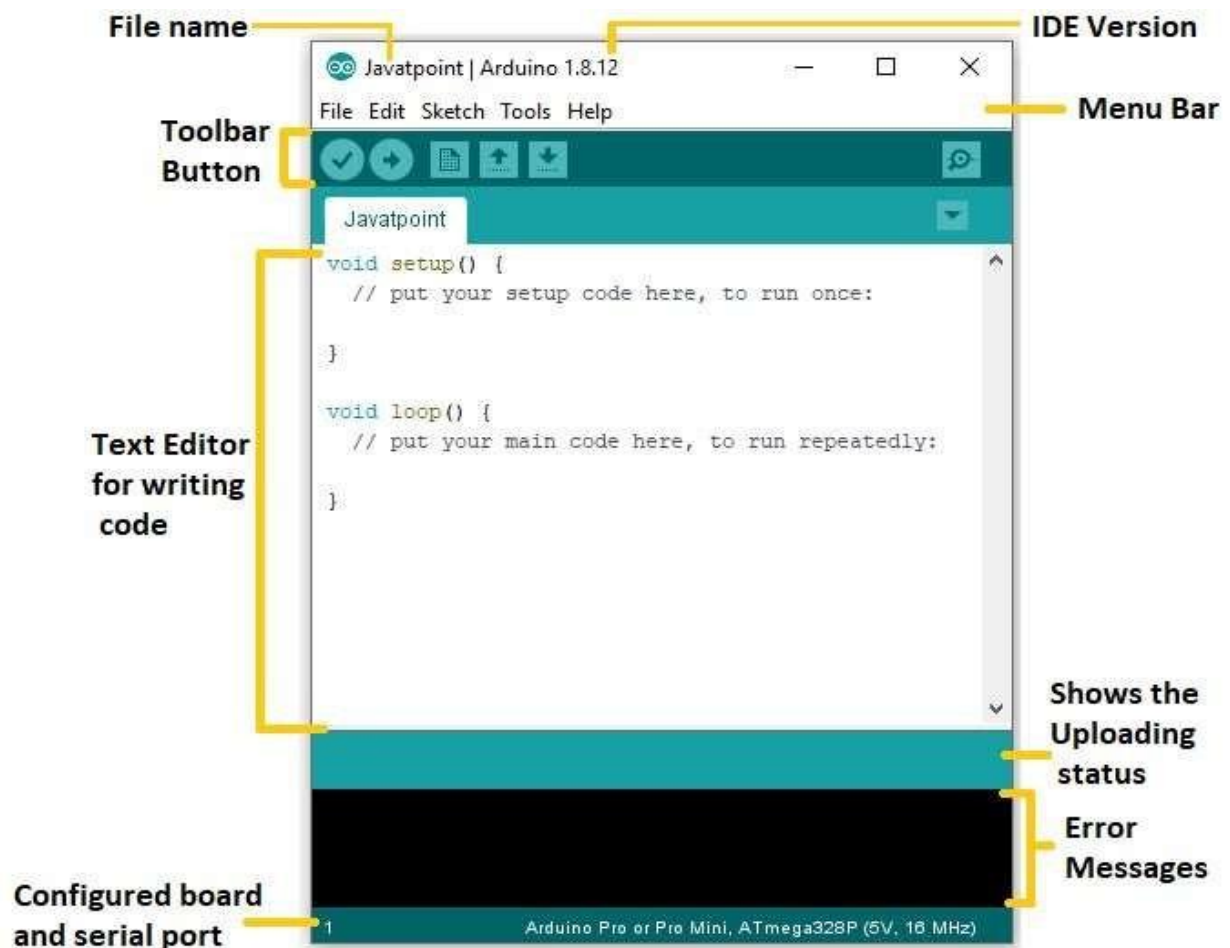 File name
IDE Version
Javatpoint | Arduino 1.8.12
File Edit Sketch Tools Help
Menu Bar
Toolbar
Button
Javatpoint
void setup() {
// put your setup code here, to run once:
}
void loop() {
// put your main code here, to run repeatedly:
}
Text Editor
for writing
code
Shows the
Uploading
status
Error
Messages
Configured board
and serial port
1 Arduino Pro or Pro Mini, ATmega328P (5V, 16 MHz)